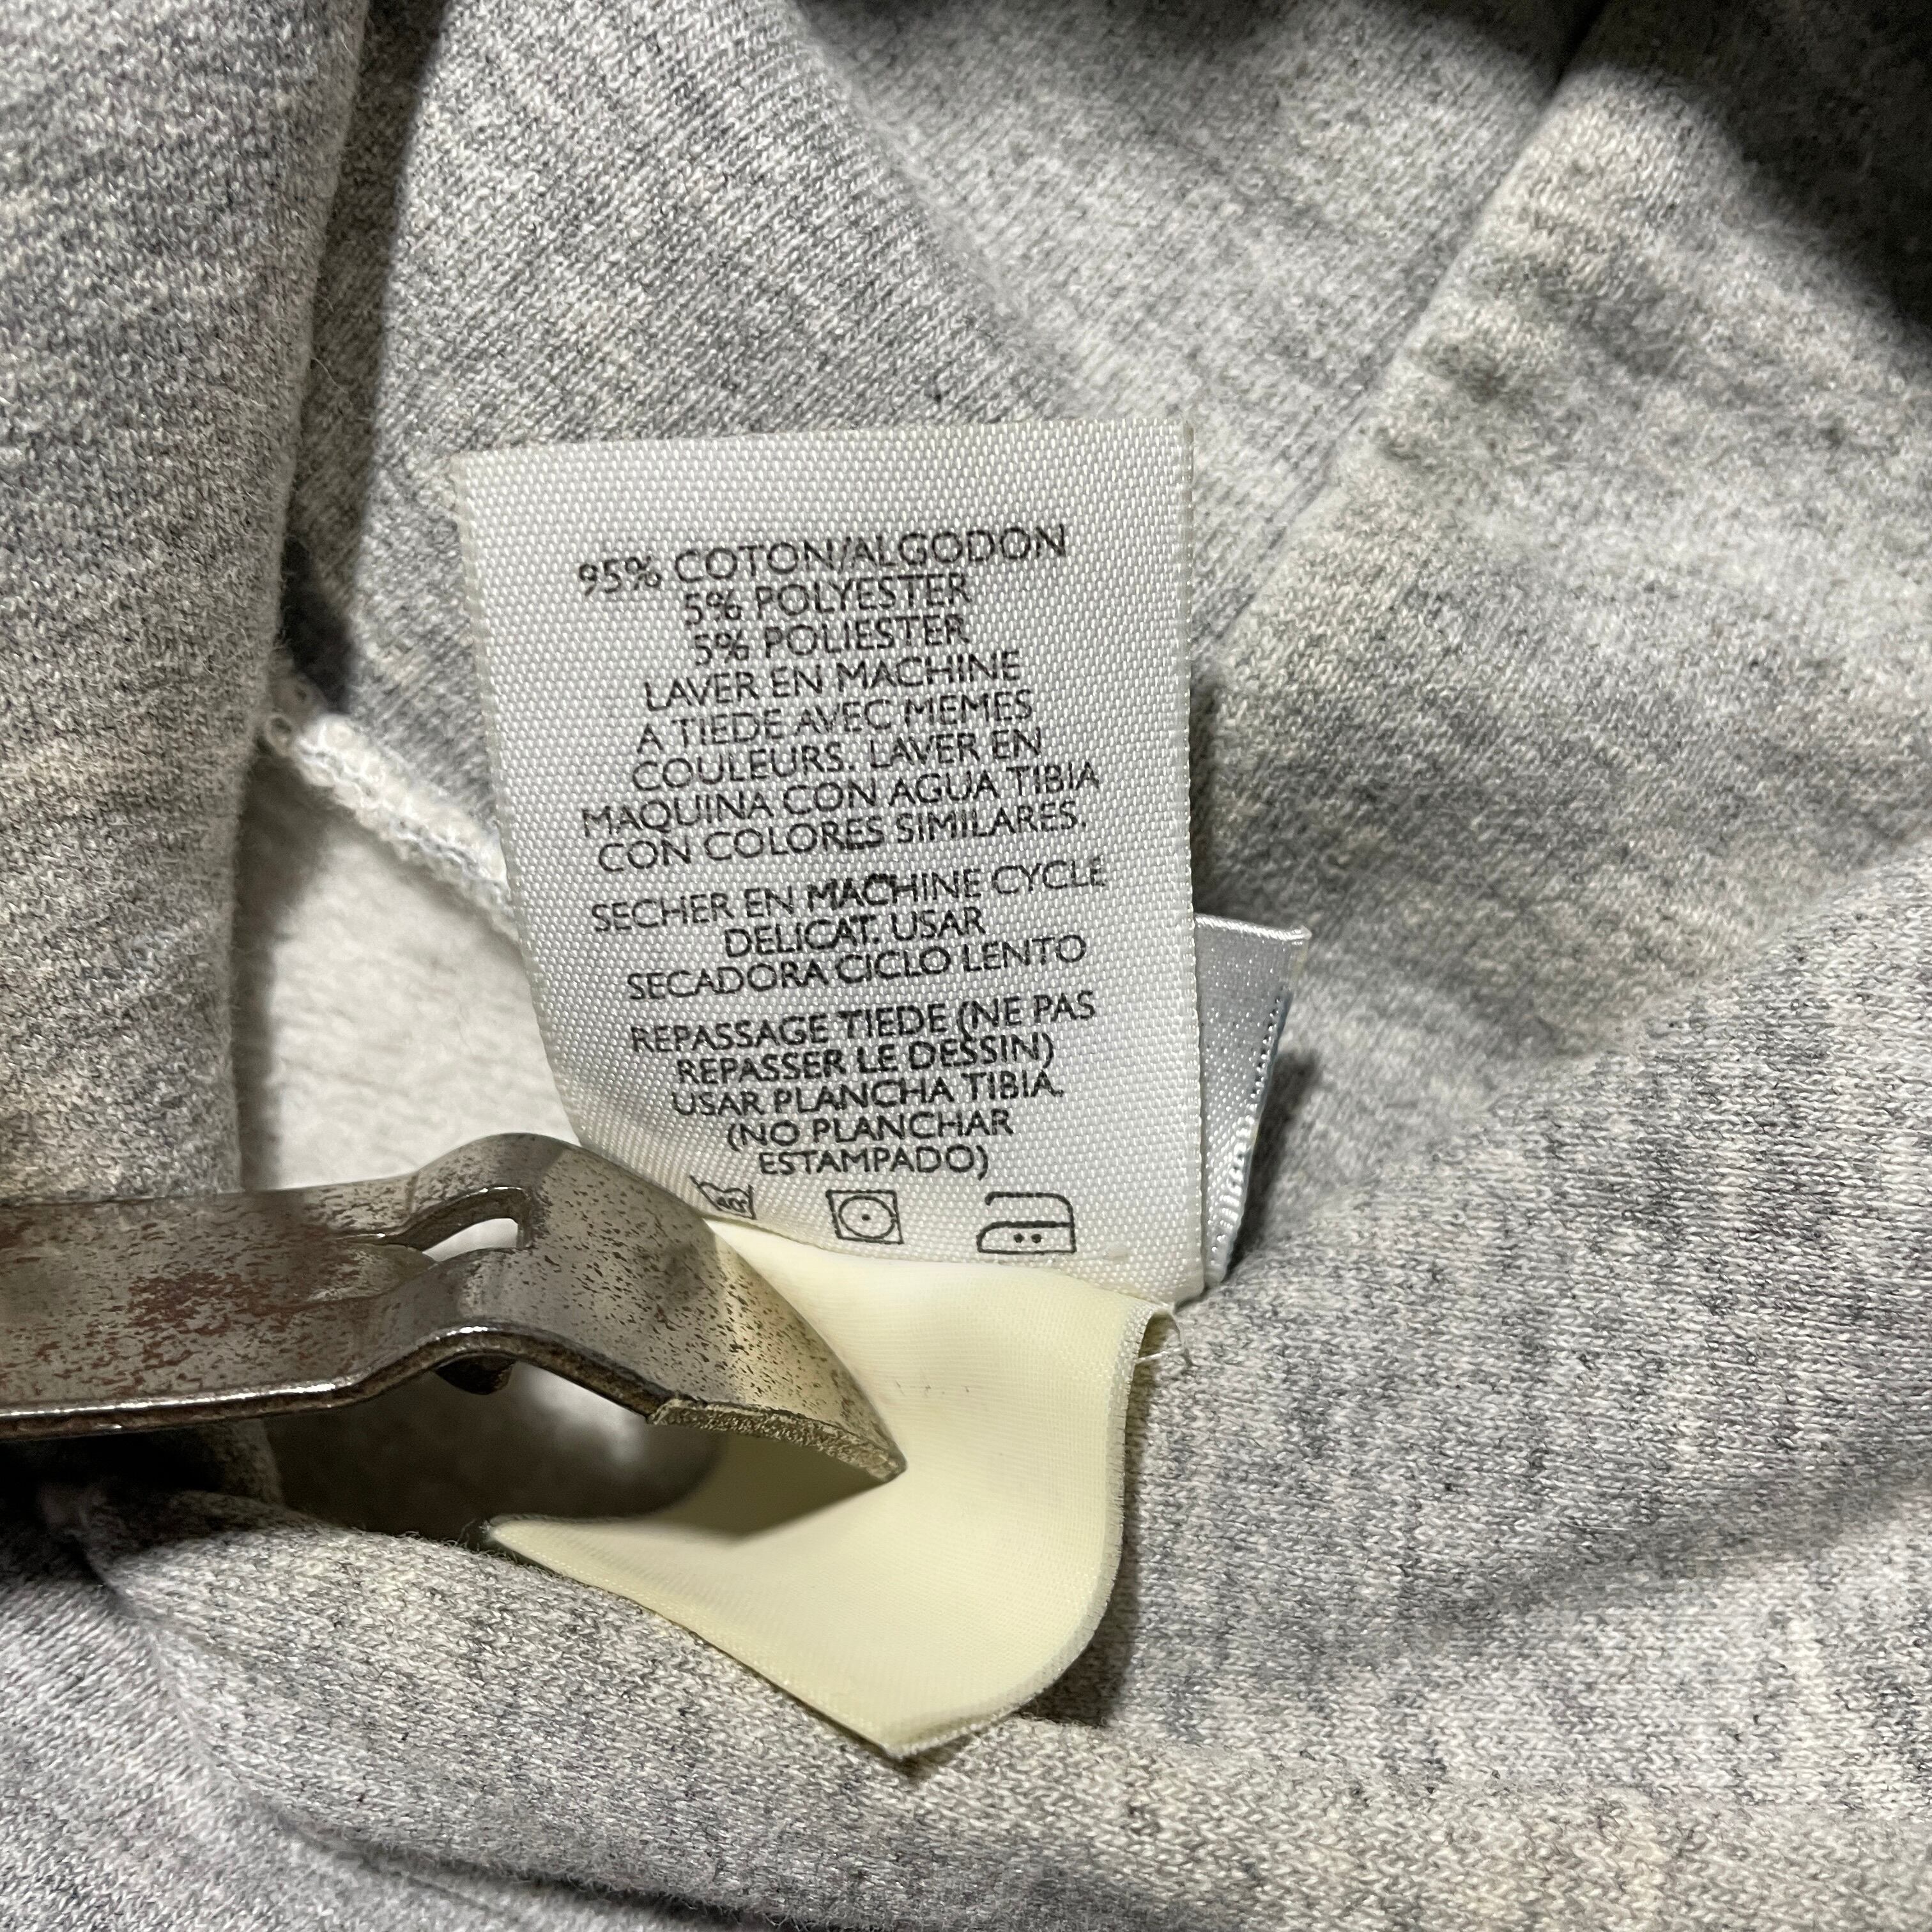 95% COTON/ALGODON
5% POLYESTER
5% POLIESTER
LAVER EN MACHINE
A TIEDE AVEC MEMES
COULEURS. LAVER EN
MAQUINA CON AGUA TIBIA
CON COLORES SIMILARES.
SECHER EN MACHINE CYCLE
DELICAT. USAR
SECADORA CICLO LENTO
REPASSAGE TIEDE (NE PAS
REPASSER LE DESSIN)
USAR PLANCHA TIBIA.
(NO PLANCHAR
ESTAMPADO)